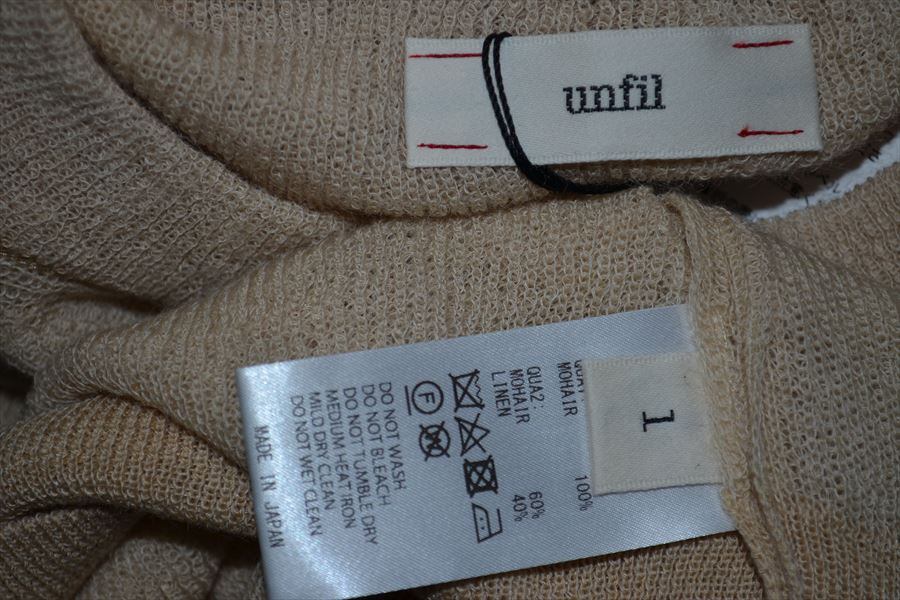 unfil
1
QUA1:
MOHAIR 100%
QUA2:
MOHAIR 60%
LINEN 40%
DO NOT WASH
DO NOT BLEACH
DO NOT TUMBLE DRY
MEDIUM HEAT IRON
MILD DRY CLEAN
DO NOT WET CLEAN
MADE IN JAPAN